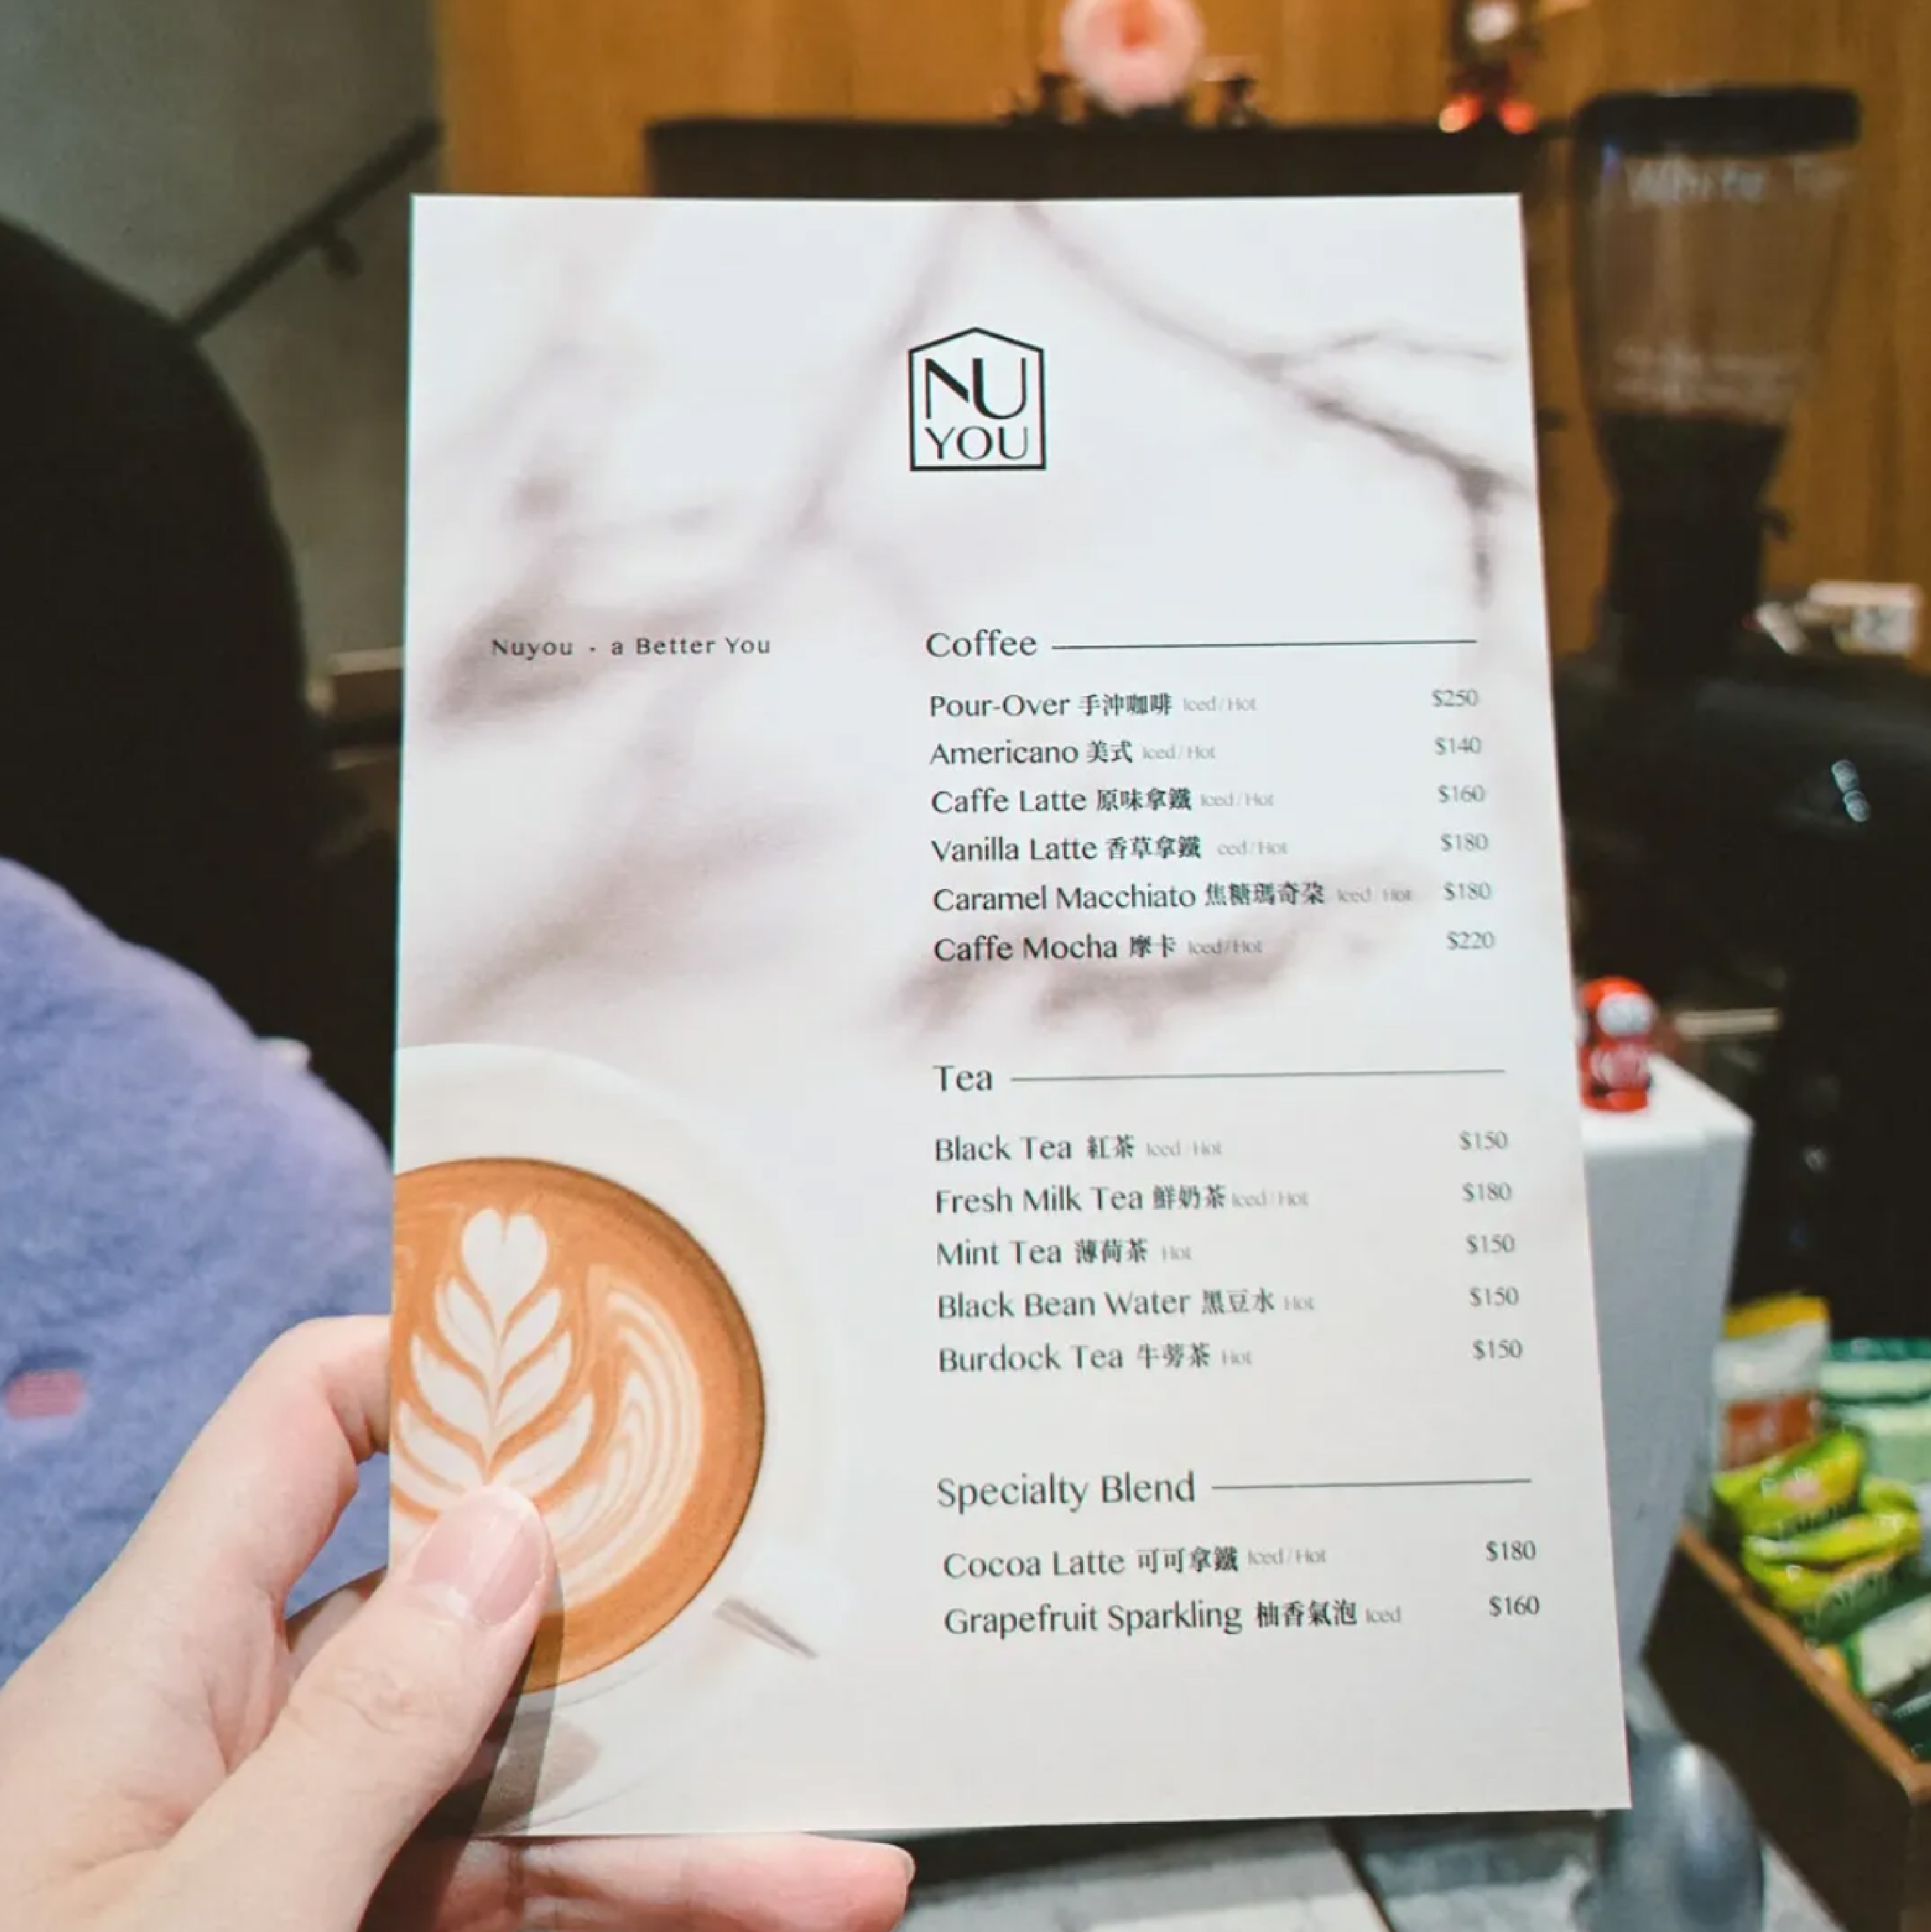 NU
YOU
Nuyou · a Better You
Coffee
Pour-Over 手沖咖啡 Iced/Hot $250
Americano 美式 Iced/Hot $140
Caffe Latte 原味拿鐵 Iced/Hot $160
Vanilla Latte 香草拿鐵 Iced/Hot $180
Caramel Macchiato 焦糖瑪奇朵 Iced/Hot $180
Caffe Mocha 摩卡 Iced/Hot $220
Tea
Black Tea 紅茶 Iced/Hot $150
Fresh Milk Tea 鮮奶茶 Iced/Hot $180
Mint Tea 薄荷茶 Hot $150
Black Bean Water 黑豆水 Hot $150
Burdock Tea 牛蒡茶 Hot $150
Specialty Blend
Cocoa Latte 可可拿鐵 Iced/Hot $180
Grapefruit Sparkling 柚香氣泡 Iced $160